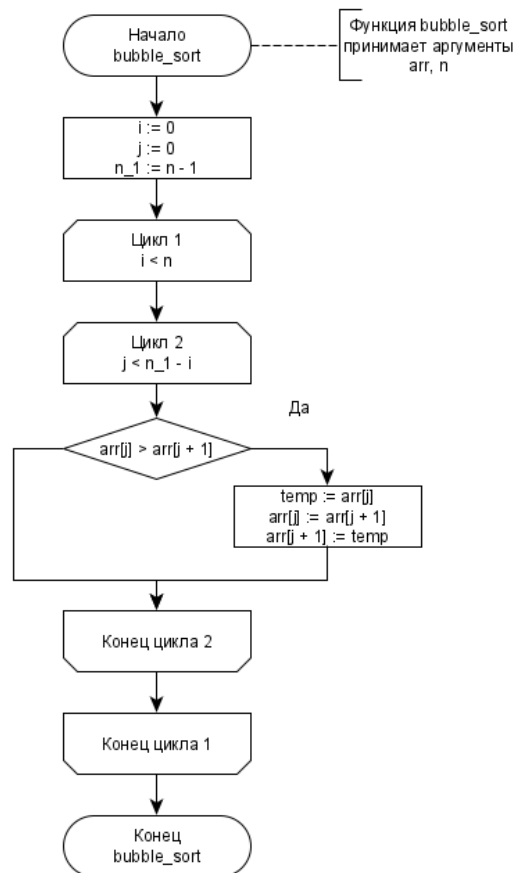 Начало
bubble_sort
Функция bubble_sort
принимает аргументы
arr, n
i := 0
j := 0
n_1 := n - 1
Цикл 1
i < n
Цикл 2
j < n_1 - i
Да
arr[j] > arr[j + 1]
temp := arr[j]
arr[j] := arr[j + 1]
arr[j + 1] := temp
Конец цикла 2
Конец цикла 1
Конец
bubble_sort